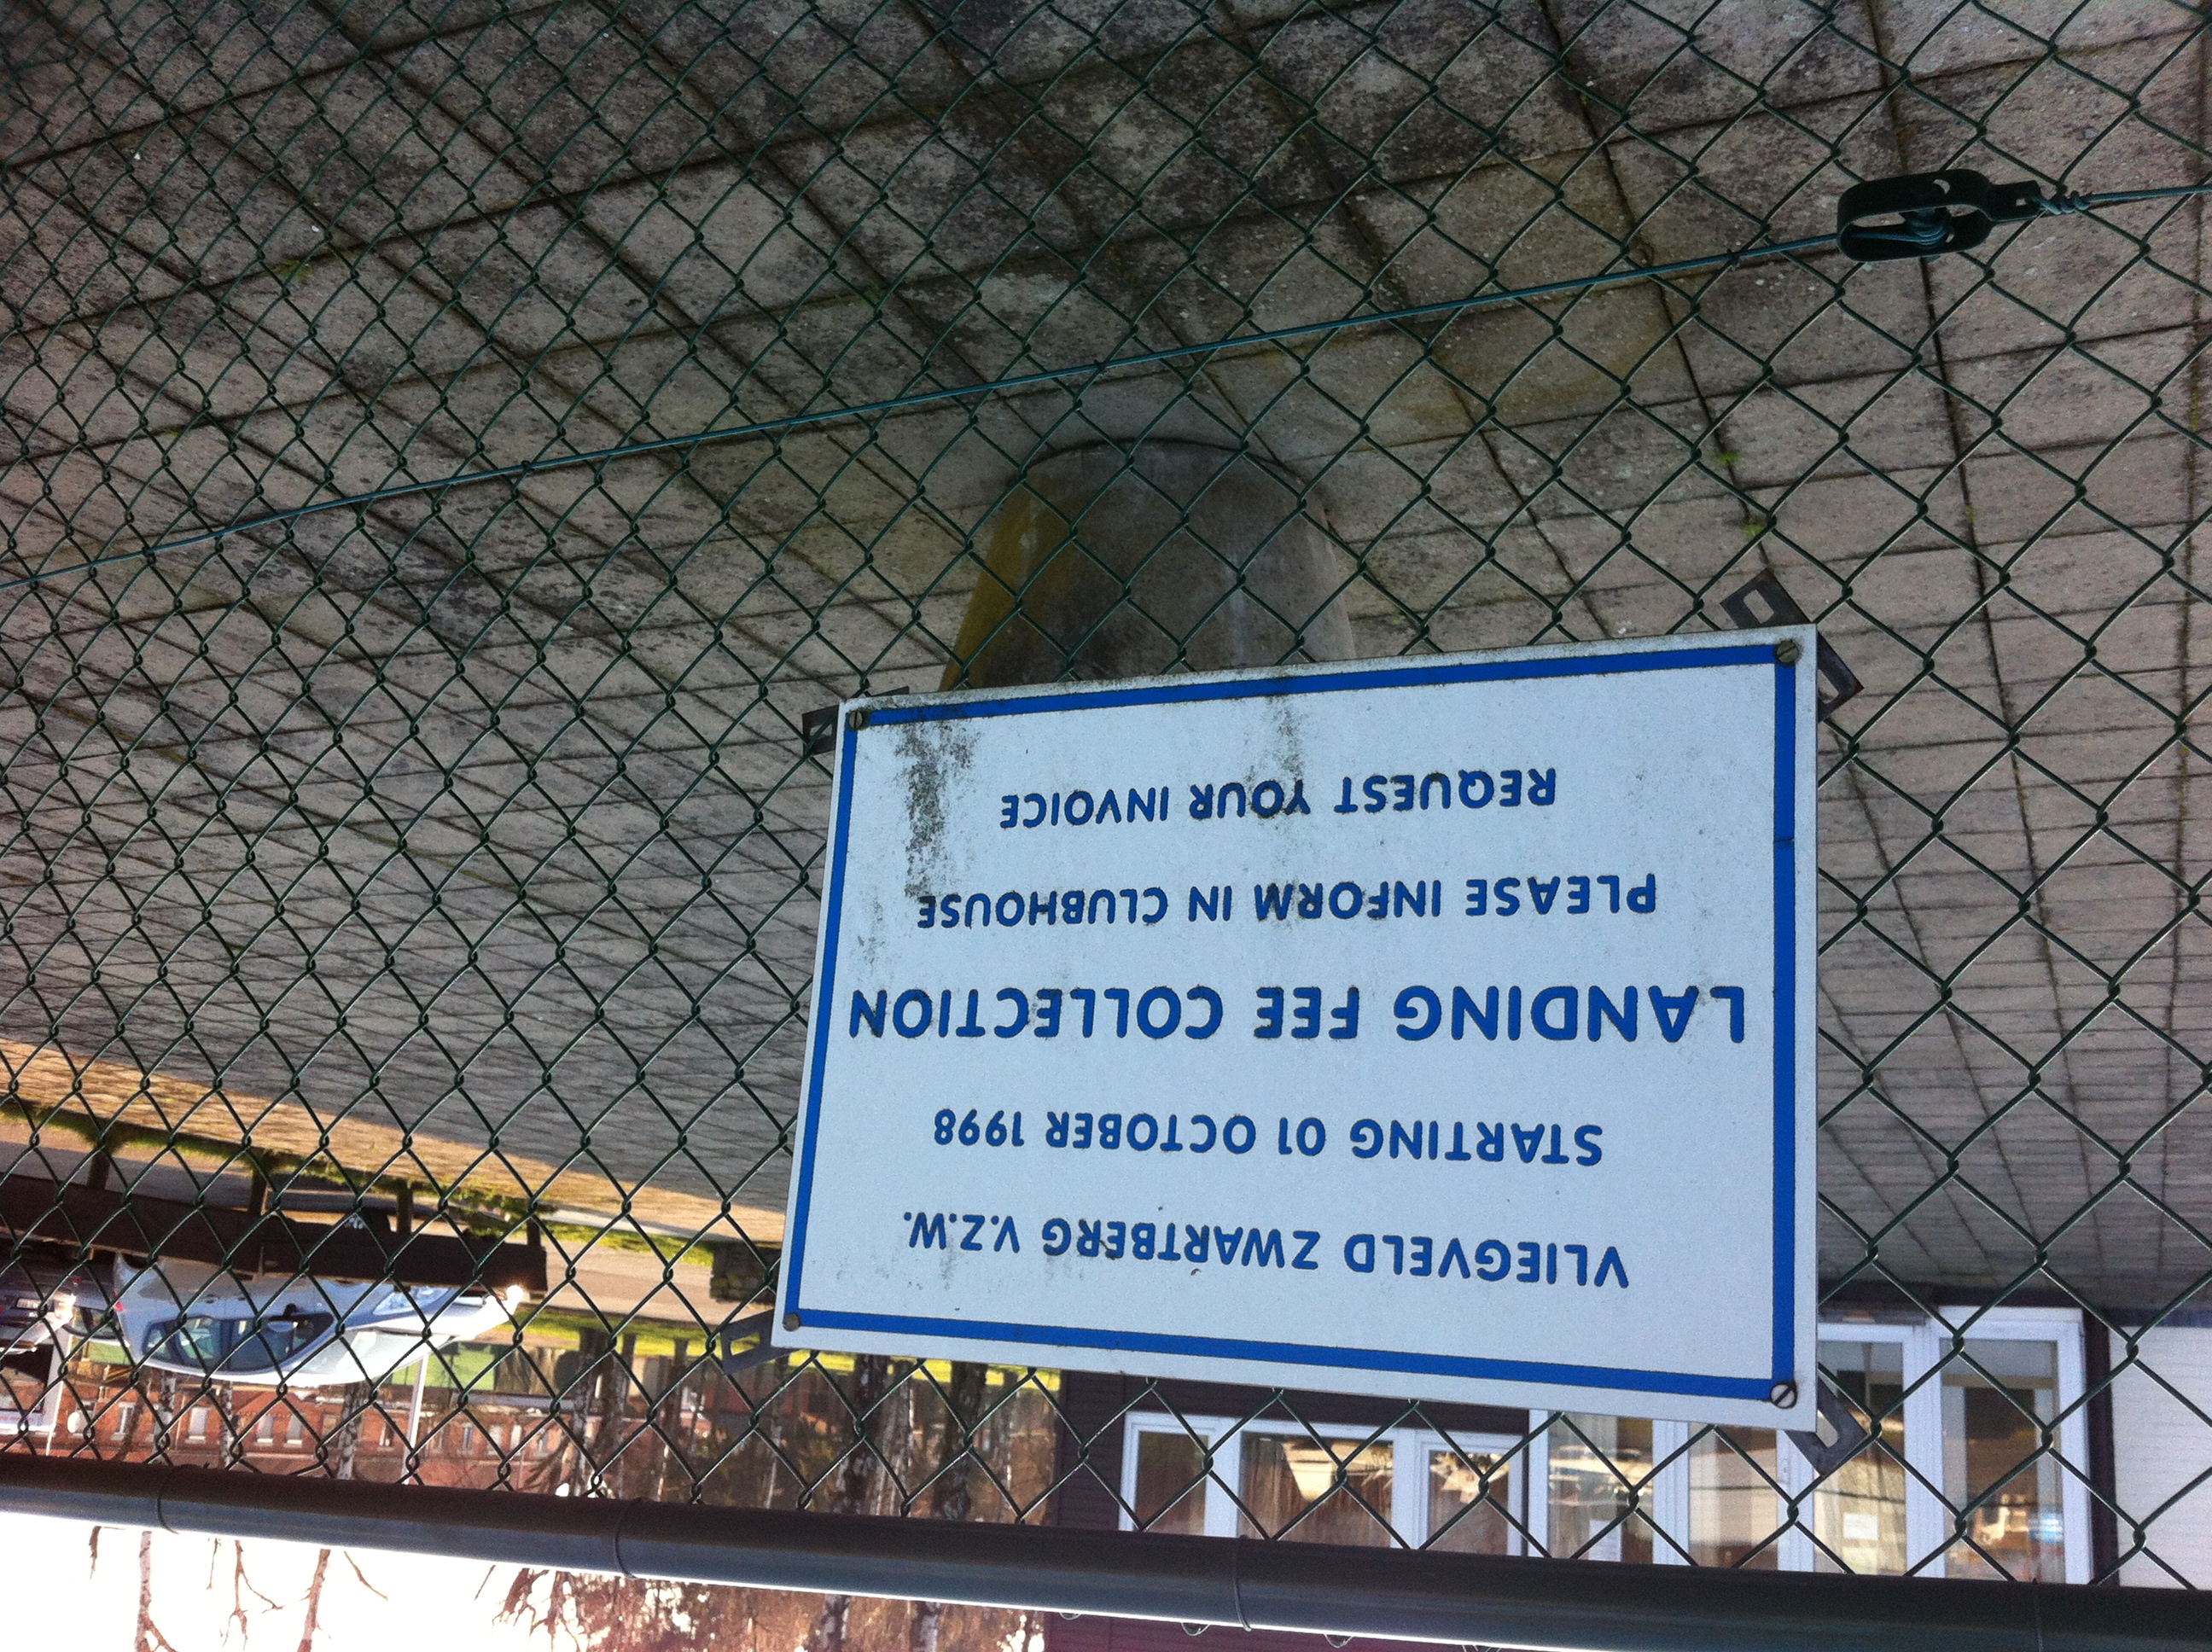 VLIEGVELD ZWARTBERG V.Z.W.
STARTING 01 OCTOBER 1998
LANDING FEE COLLECTION
PLEASE INFORM IN CLUBHOUSE
REQUEST YOUR INVOICE